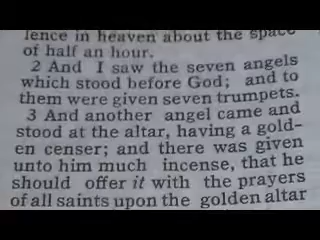 lence in heaven about the space
of half an hour.
2 And I saw the seven angels
which stood before God; and to
them were given seven trumpets.
3 And another angel came and
stood at the altar, having a gold-
en censer; and there was given
unto him much incense, that he
should offer it with the prayers
of all saints upon the golden altar